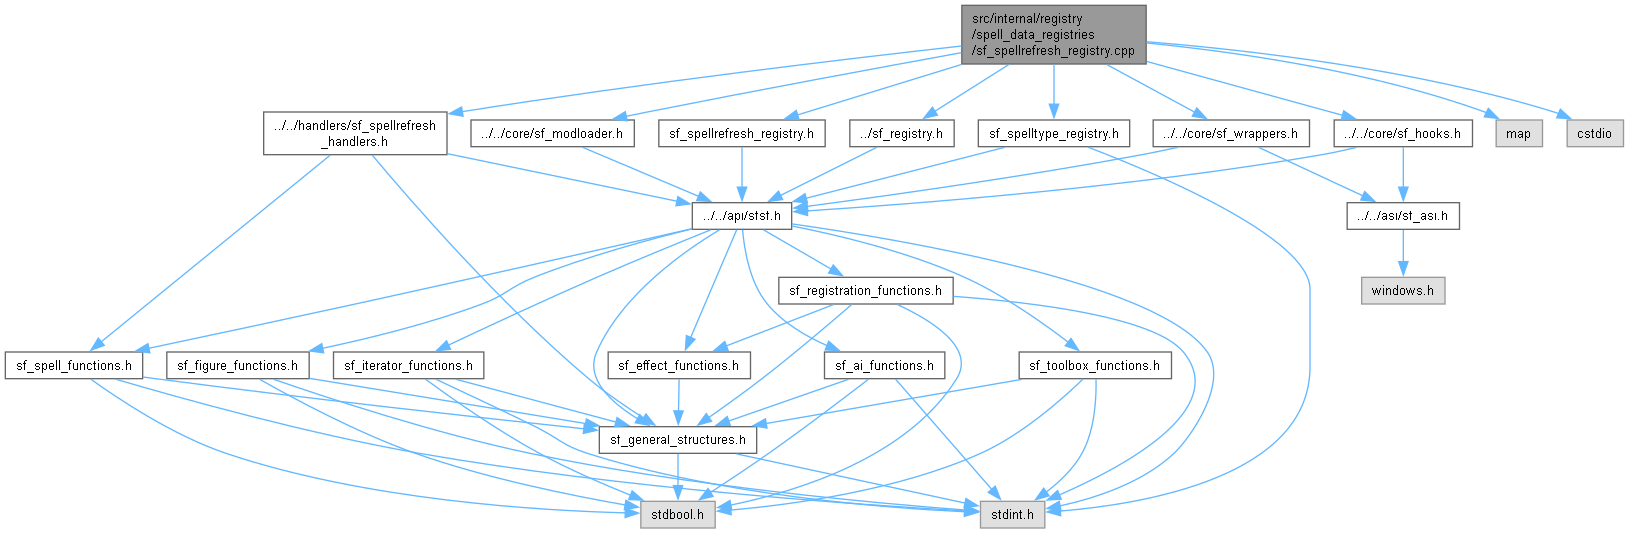 src/internal/registry
/spell_data_registries
/sf_spellrefresh_registry.cpp
../../handlers/sf_spellrefresh
_handlers.h
../../core/sf_modloader.h
sf_spellrefresh_registry.h
../sf_registry.h
sf_spelltype_registry.h
../../core/sf_wrappers.h
../../core/sf_hooks.h
map
cstdio
../../api/sfsf.h
../../asi/sf_asi.h
sf_registration_functions.h
windows.h
sf_spell_functions.h
sf_figure_functions.h
sf_iterator_functions.h
sf_effect_functions.h
sf_ai_functions.h
sf_toolbox_functions.h
sf_general_structures.h
stdbool.h
stdint.h